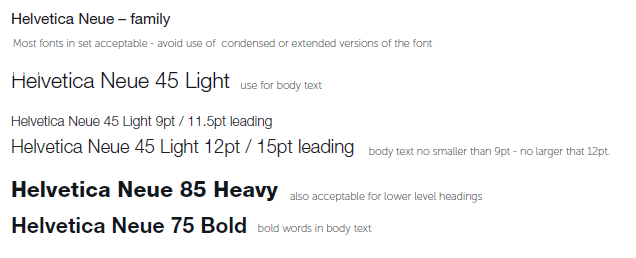 Helvetica Neue – family
Most fonts in set acceptable - avoid use of condensed or extended versions of the font
Helvetica Neue 45 Light use for body text
Helvetica Neue 45 Light 9pt / 11.5pt leading
Helvetica Neue 45 Light 12pt / 15pt leading body text no smaller than 9pt - no larger that 12pt.
Helvetica Neue 85 Heavy also acceptable for lower level headings
Helvetica Neue 75 Bold bold words in body text